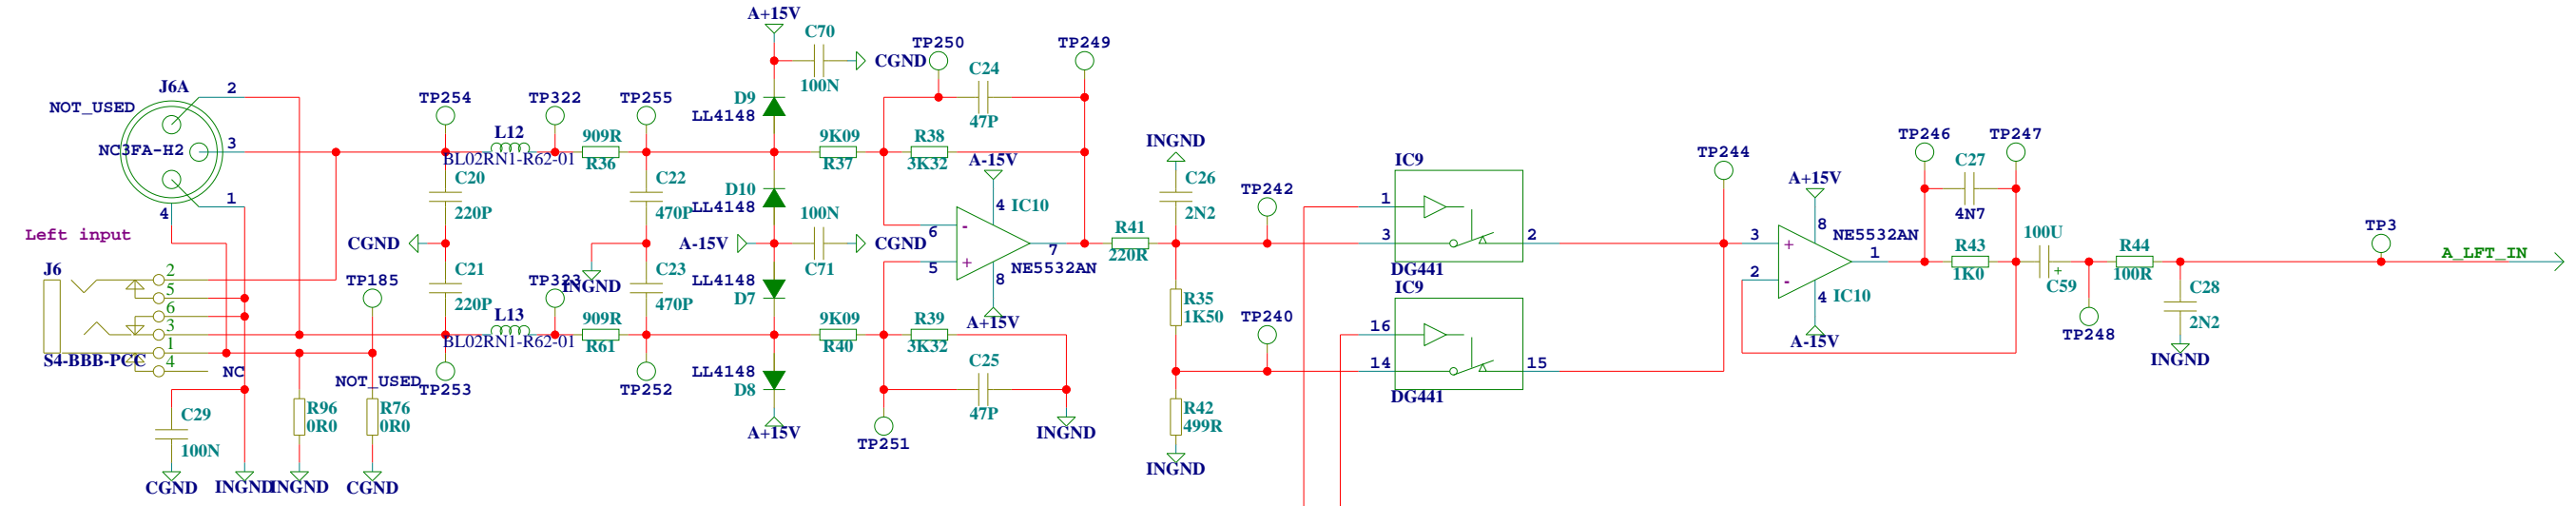 A+15V
C70
100N
CGND
TP250
TP249
C24
47P
J6A
NOT_USED
NC3FA-H2
2
3
1
4
TP254
L12
BL02RN1-R62-01
TP322
909R
R36
TP255
D9
LL4148
9K09
R37
R38
3K32
A-15V
4
IC10
C20
220P
C22
470P
D10
LL4148
100N
C71
CGND
A-15V
CGND
INGND
6
-
5
+
7
8
NE5532AN
A+15V
Left input
J6
S4-BBB-PCC
2
5
6
3
1
4
NC
TP185
C21
220P
TP323
C23
470P
LL4148
D7
L13
BL02RN1-R62-01
909R
R61
9K09
R40
R39
3K32
C25
47P
LL4148
D8
A+15V
TP253
TP252
TP251
INGND
NOT_USED
C29
100N
R96
0R0
R76
0R0
CGND
INGND
INGND
CGND
R41
220R
INGND
C26
2N2
TP242
R35
1K50
TP240
R42
499R
INGND
IC9
1
3
2
DG441
IC9
16
14
15
DG441
TP244
A+15V
8
NE5532AN
3
+
2
-
1
4
IC10
A-15V
TP246
TP247
C27
4N7
R43
1K0
100U
+
C59
TP248
R44
100R
C28
2N2
INGND
TP3
A_LFT_IN